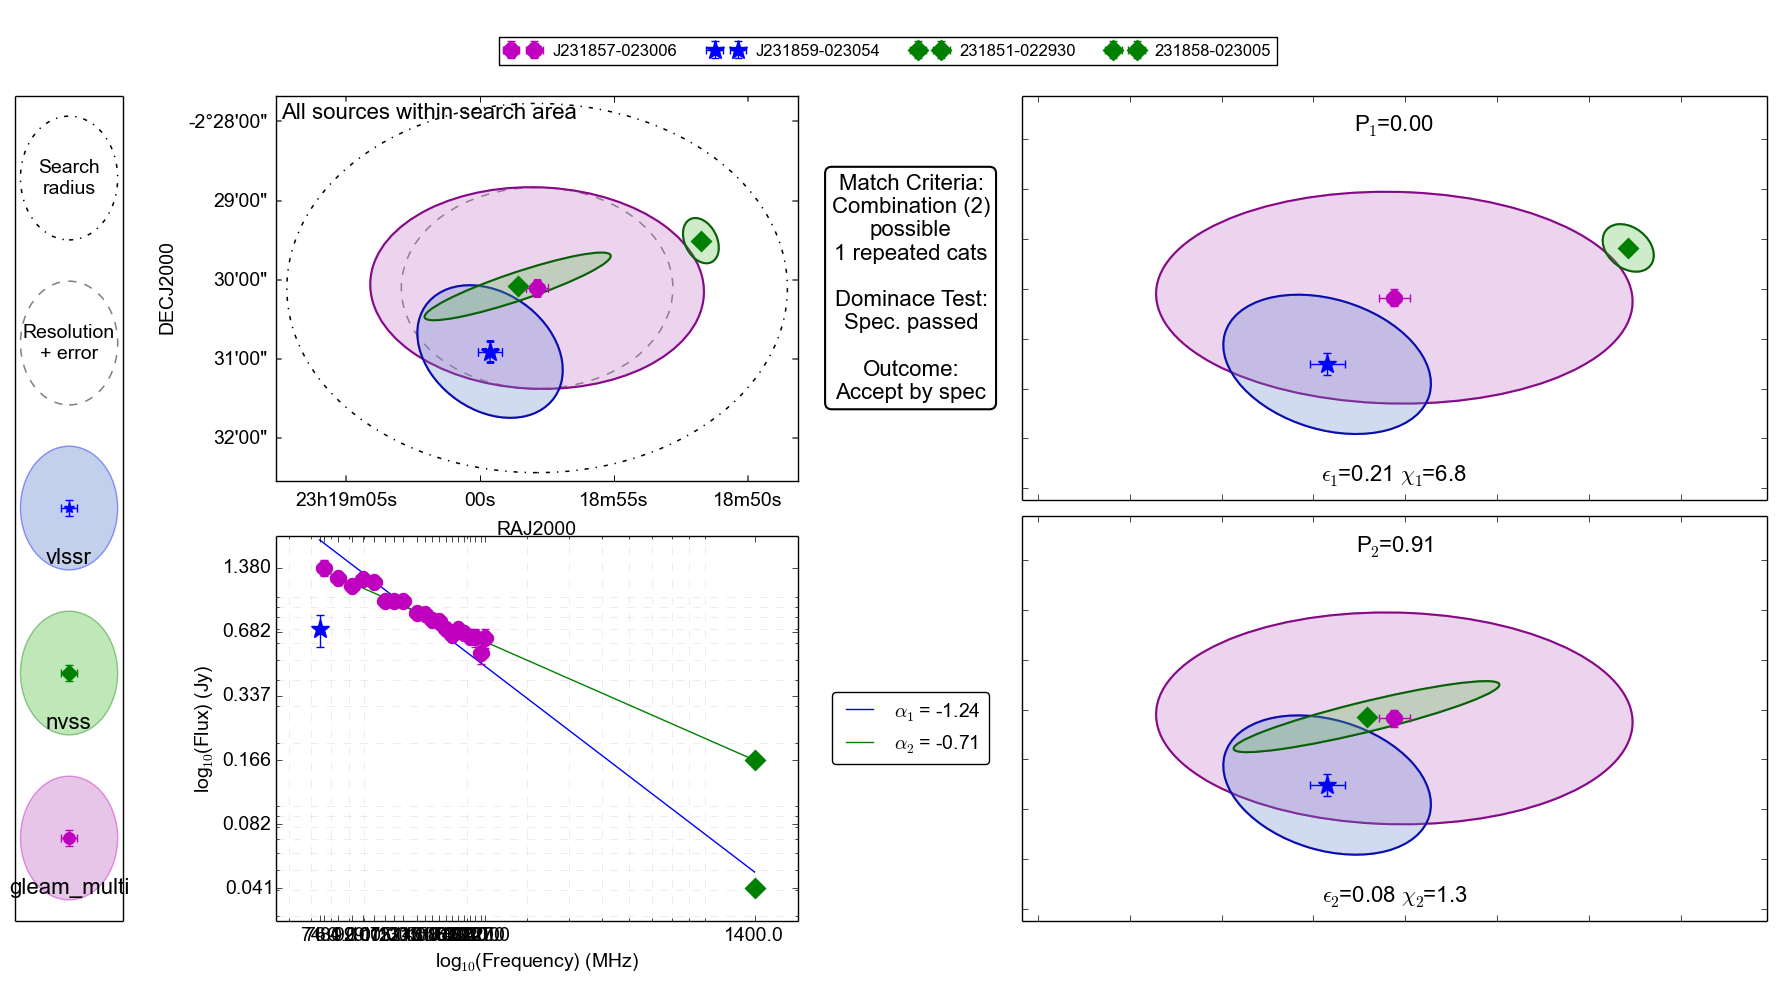 J231857-023006 J231859-023054 231851-022930 231858-023005
Search
radius
Resolution
+ error
vlssr
nvss
gleam_multi
All sources within search area
DECJ2000
-2°28'00"
29'00"
30'00"
31'00"
32'00"
23h19m05s 00s 18m55s 18m50s
RAJ2000
Match Criteria:
Combination (2)
possible
1 repeated cats
Dominace Test:
Spec. passed
Outcome:
Accept by spec
P₁=0.00
ϵ₁=0.21 χ₁=6.8
log₁₀(Flux) (Jy)
1.380
0.682
0.337
0.166
0.082
0.041
1400.0
log₁₀(Frequency) (MHz)
α₁ = -1.24
α₂ = -0.71
P₂=0.91
ϵ₂=0.08 χ₂=1.3